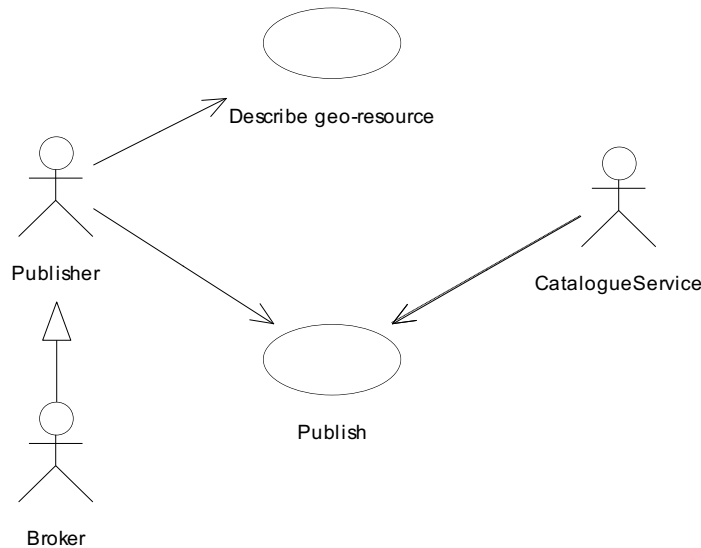 Describe geo-resource
Publisher
CatalogueService
Publish
Broker